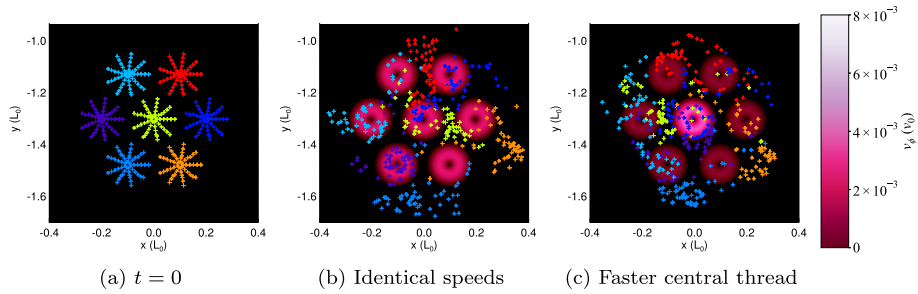 -1.0
-1.2
-1.4
-1.6
y (L₀)
-0.4 -0.2 0.0 0.2 0.4
x (L₀)
(a) t = 0
-1.0
-1.2
-1.4
-1.6
y (L₀)
-0.4 -0.2 0.0 0.2 0.4
x (L₀)
(b) Identical speeds
-1.0
-1.2
-1.4
-1.6
y (L₀)
-0.4 -0.2 0.0 0.2 0.4
x (L₀)
(c) Faster central thread
8×10⁻³
6×10⁻³
4×10⁻³
2×10⁻³
0
v_ϕ (v₀)